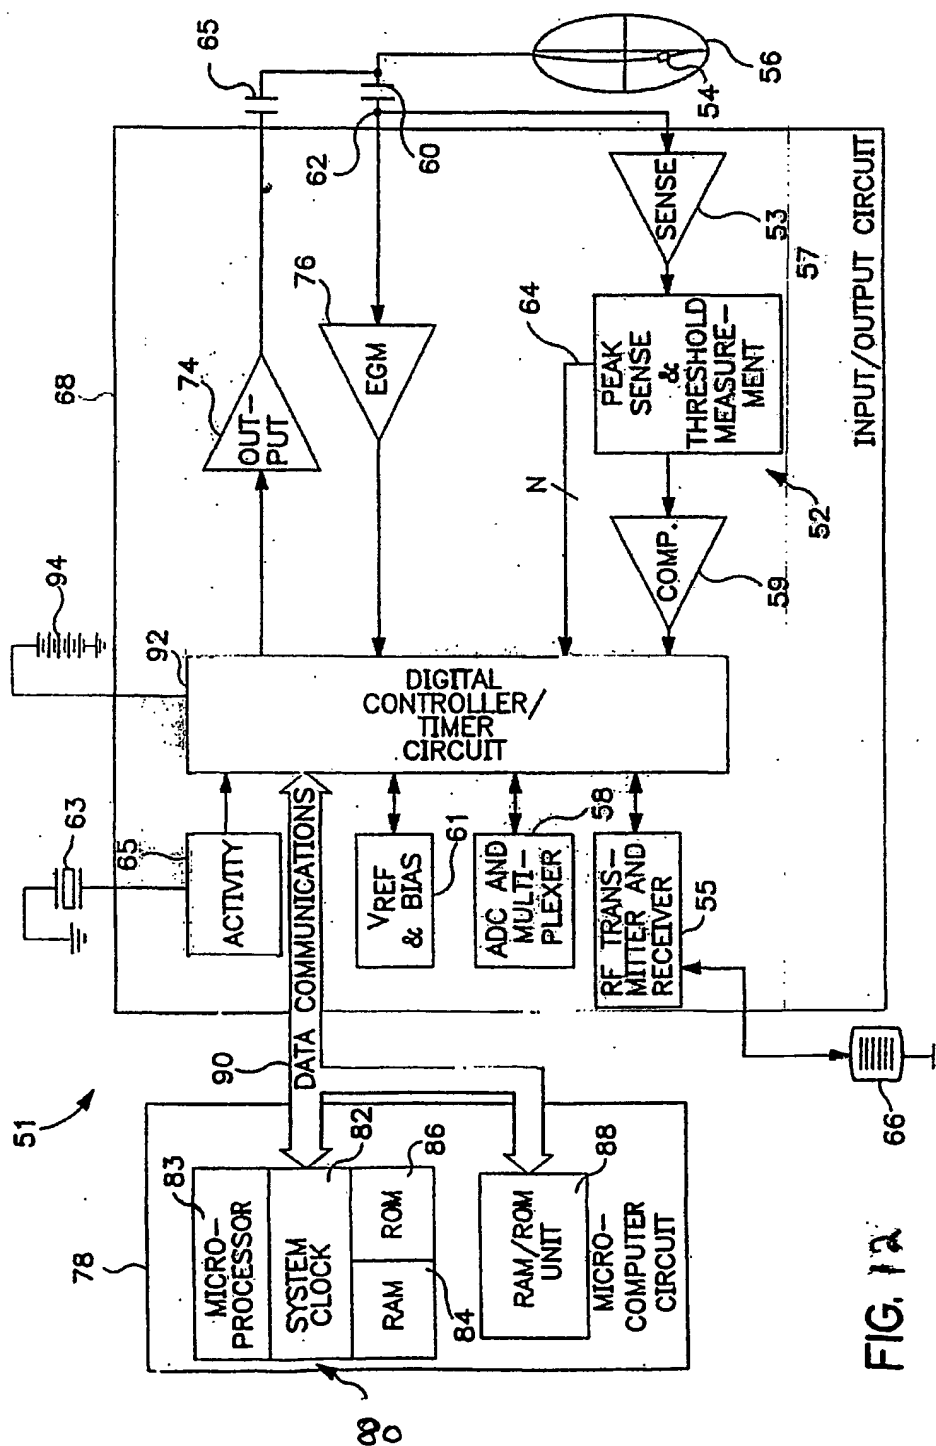 51
78
83
MICRO-
PROCESSOR
82
SYSTEM
CLOCK
86
ROM
RAM
84
80
88
RAM/ROM
UNIT
MICRO-
COMPUTER
CIRCUIT
90
DATA COMMUNICATIONS
63
65
ACTIVITY
VREF
& BIAS
61
ADC AND
MULTI-
PLEXER
58
RF TRANS-
MITTER AND
RECEIVER
55
66
94
92
DIGITAL
CONTROLLER/
TIMER
CIRCUIT
68
74
OUT-
PUT
76
EGM
64
N
COMP.
59
52
PEAK
SENSE
&
THRESHOLD
MEASURE-
MENT
SENSE
53
57
INPUT/OUTPUT CIRCUIT
65
62
60
54
56
FIG. 12